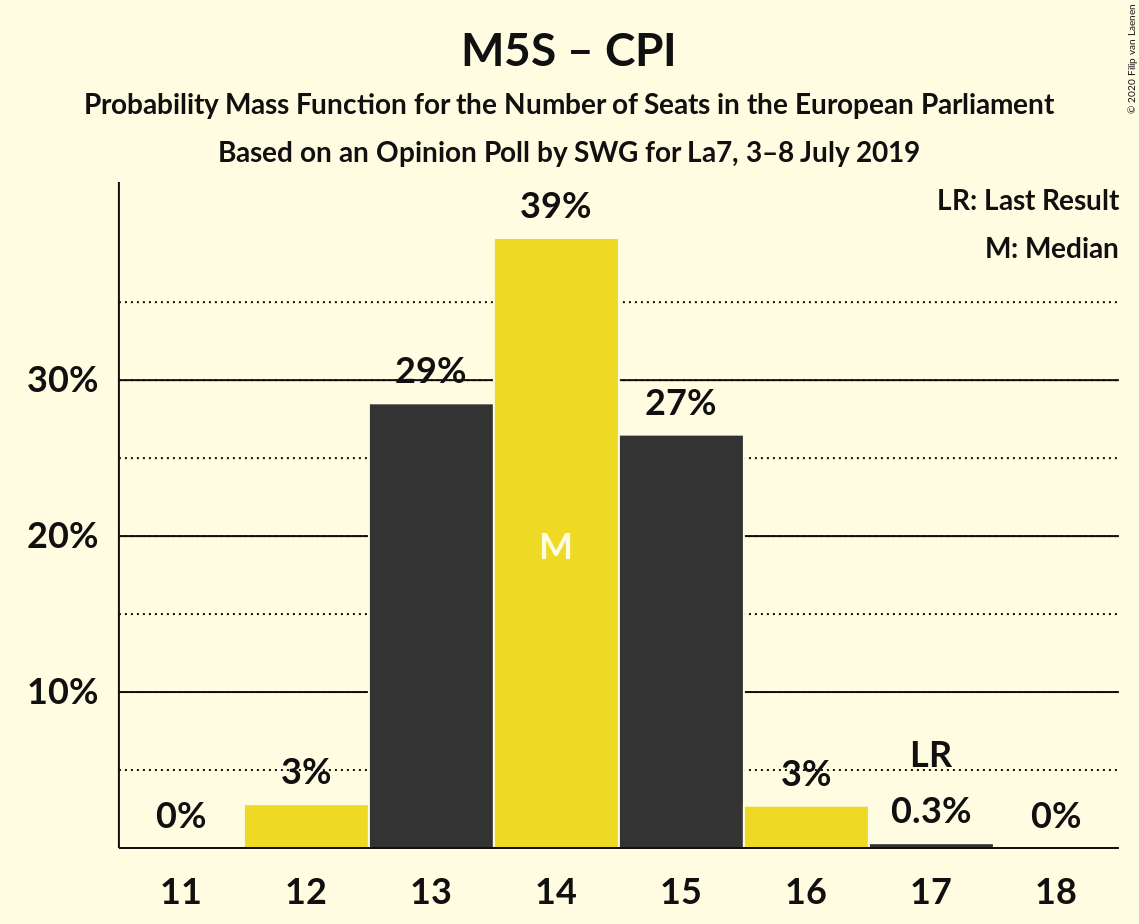 M5S – CPI
Probability Mass Function for the Number of Seats in the European Parliament
Based on an Opinion Poll by SWG for La7, 3–8 July 2019
© 2020 Filip van Laenen
LR: Last Result
M: Median
30%
20%
10%
0%
3%
29%
39%
M
27%
3%
LR
0.3%
0%
11 12 13 14 15 16 17 18